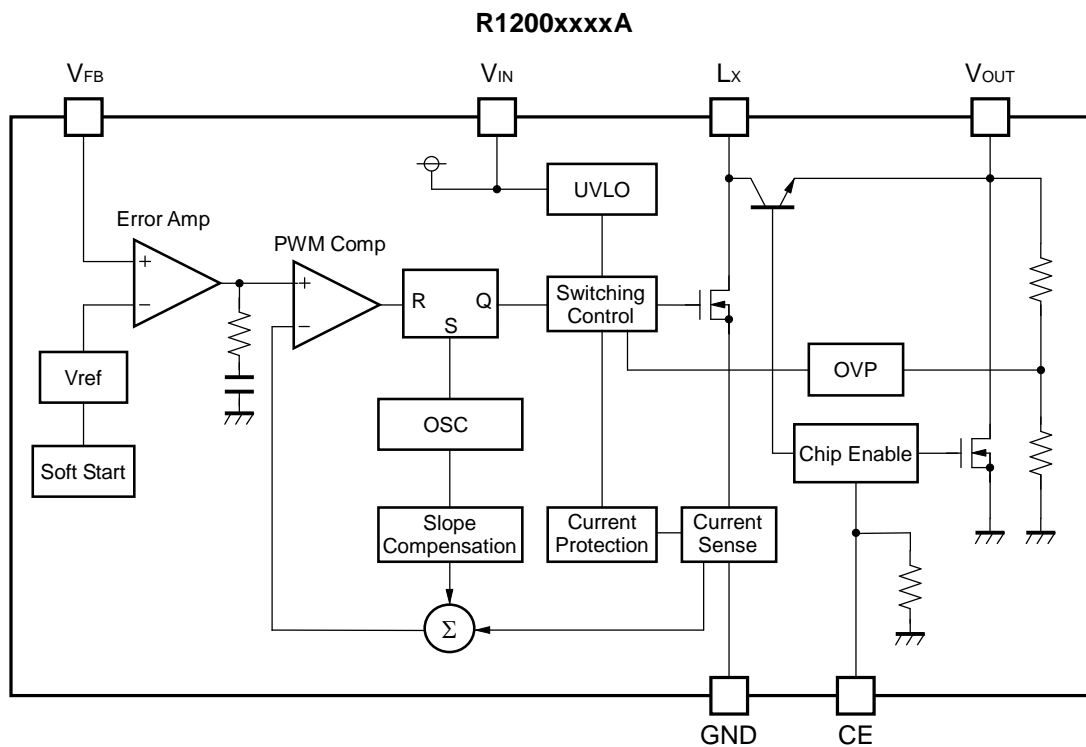 R1200xxxxA
VFB
VIN
LX
VOUT
UVLO
Error Amp
PWM Comp
+
−
+
−
R
Q
S
Switching
Control
Vref
OVP
OSC
Soft Start
Chip Enable
Slope
Compensation
Current
Protection
Current
Sense
Σ
GND
CE